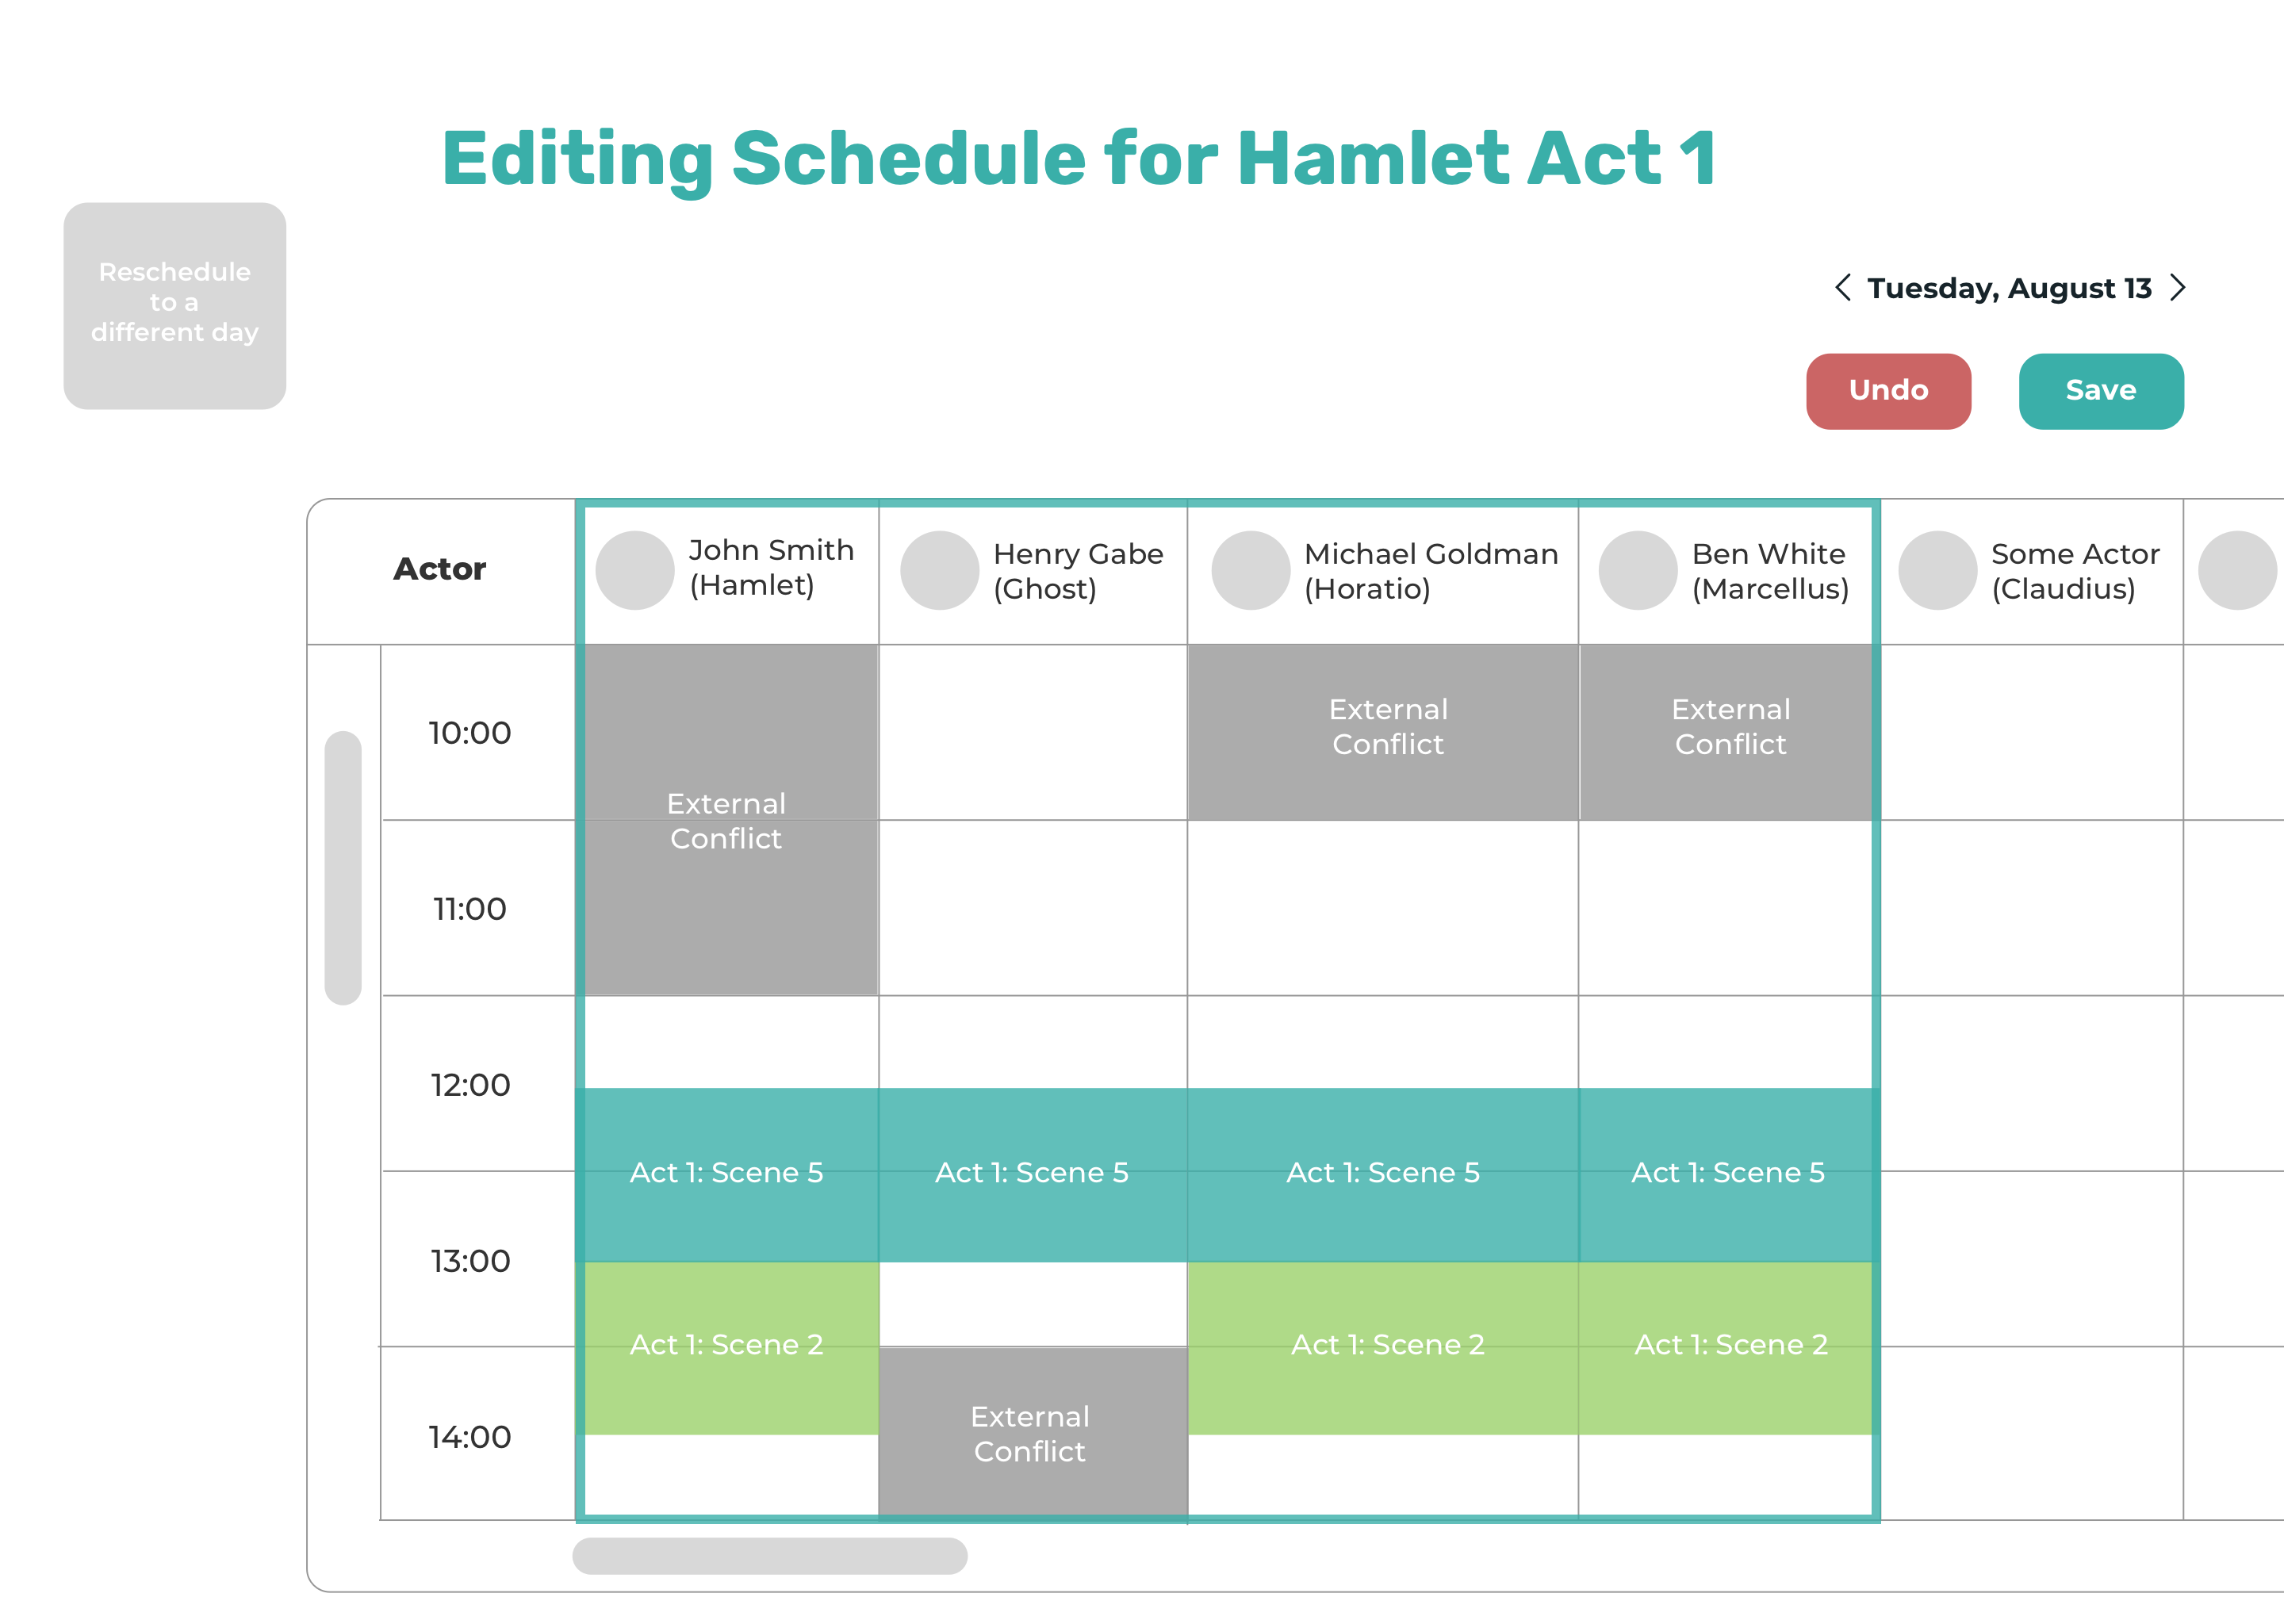 Editing Schedule for Hamlet Act 1
Reschedule
to a
different day
Tuesday, August 13
Undo
Save
Actor
John Smith
(Hamlet)
Henry Gabe
(Ghost)
Michael Goldman
(Horatio)
Ben White
(Marcellus)
Some Actor
(Claudius)
10:00
External
Conflict
External
Conflict
External
Conflict
11:00
12:00
Act 1: Scene 5
Act 1: Scene 5
Act 1: Scene 5
Act 1: Scene 5
13:00
Act 1: Scene 2
Act 1: Scene 2
Act 1: Scene 2
14:00
External
Conflict